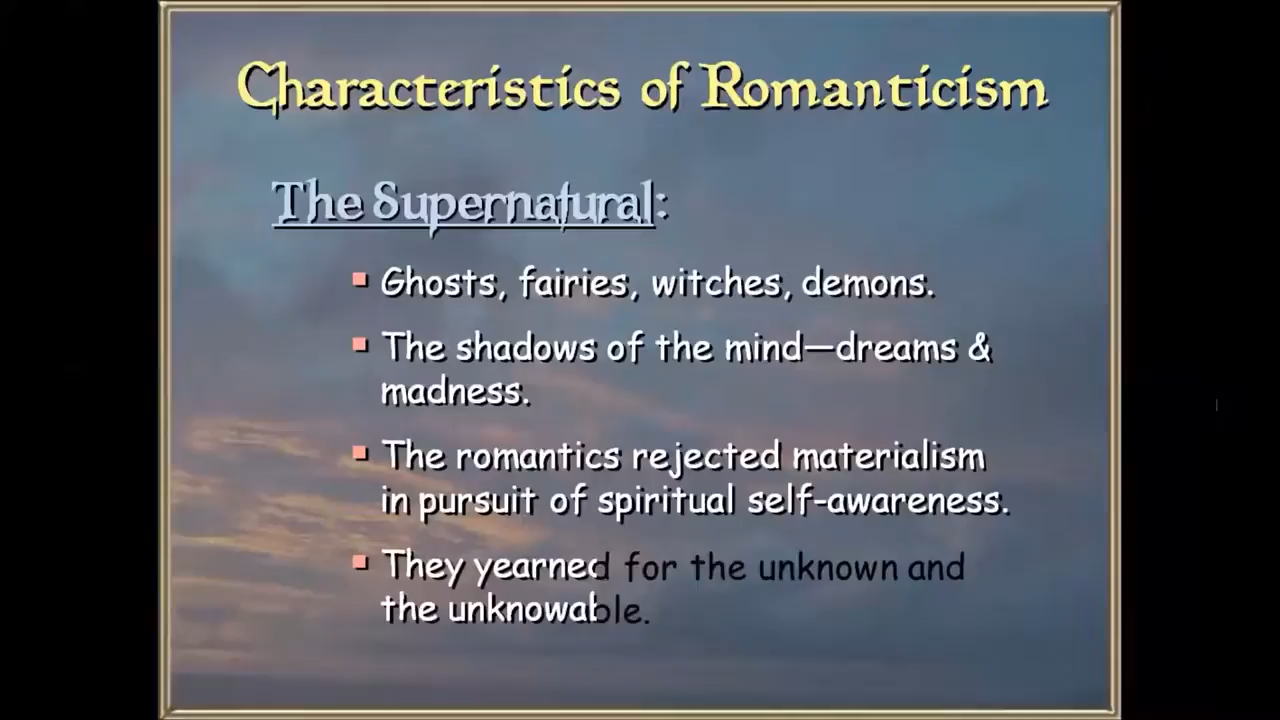 Characteristics of Romanticism
The Supernatural:
Ghosts, fairies, witches, demons.
The shadows of the mind—dreams &
madness.
The romantics rejected materialism
in pursuit of spiritual self-awareness.
They yearned for the unknown and
the unknowable.